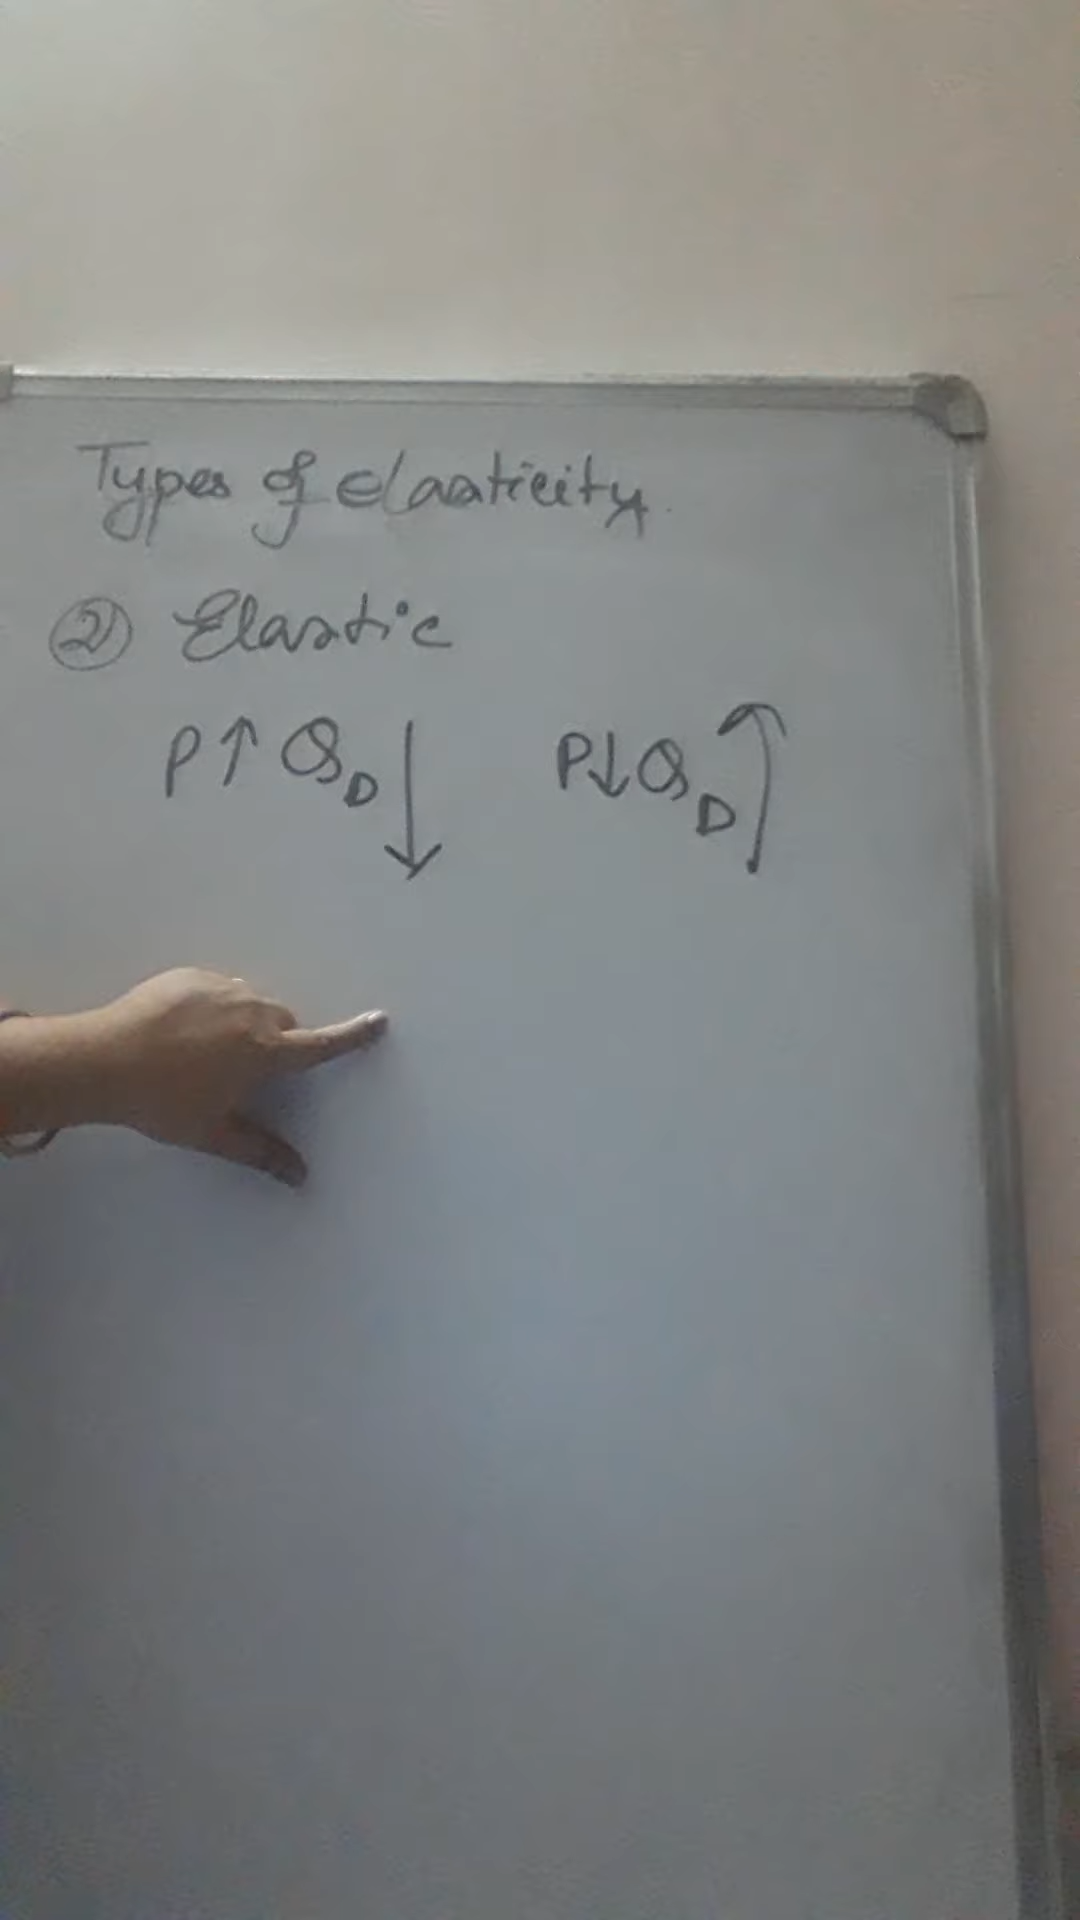 Types of elasticity
② Elastic
P↑ Q_D↓ P↓ Q_D↑